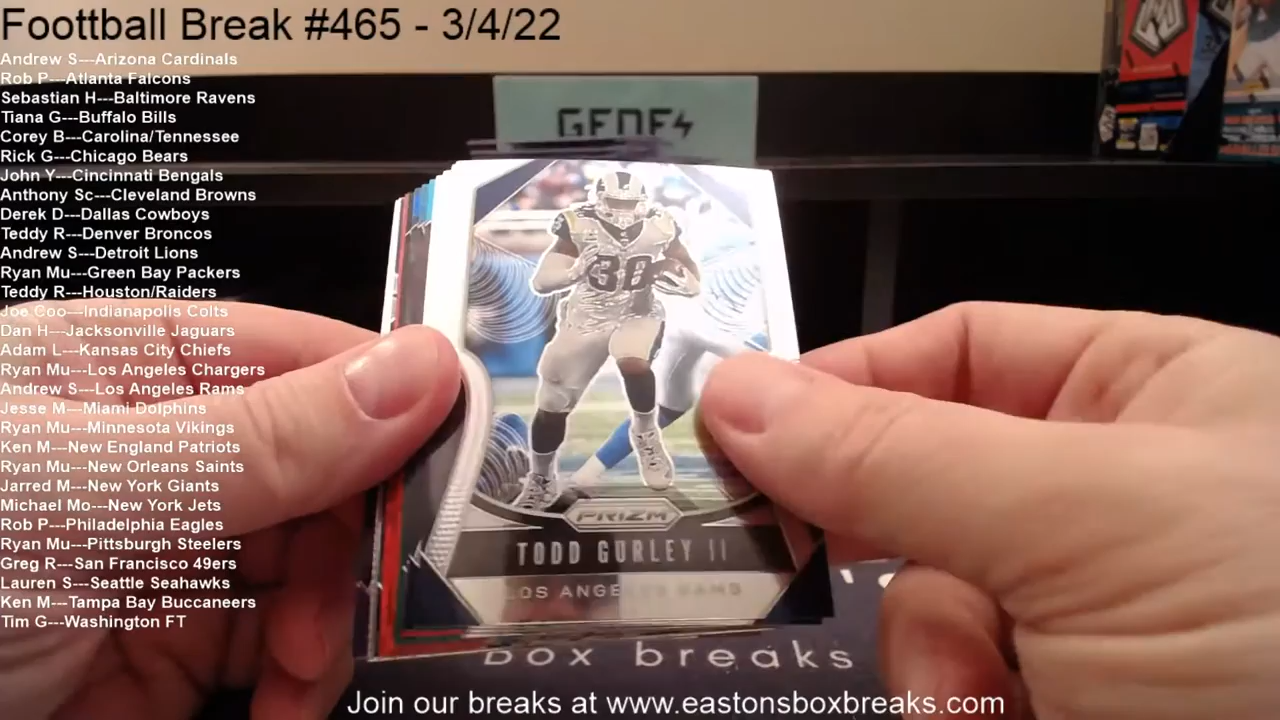 Foottball Break #465 - 3/4/22
Andrew S---Arizona Cardinals
Rob P---Atlanta Falcons
Sebastian H---Baltimore Ravens
Tiana G---Buffalo Bills
Corey B---Carolina/Tennessee
Rick G---Chicago Bears
John Y---Cincinnati Bengals
Anthony Sc---Cleveland Browns
Derek D---Dallas Cowboys
Teddy R---Denver Broncos
Andrew S---Detroit Lions
Ryan Mu---Green Bay Packers
Teddy R---Houston/Raiders
Joe Coo---Indianapolis Colts
Dan H---Jacksonville Jaguars
Adam L---Kansas City Chiefs
Ryan Mu---Los Angeles Chargers
Andrew S---Los Angeles Rams
Jesse M---Miami Dolphins
Ryan Mu---Minnesota Vikings
Ken M---New England Patriots
Ryan Mu---New Orleans Saints
Jarred M---New York Giants
Michael Mo---New York Jets
Rob P---Philadelphia Eagles
Ryan Mu---Pittsburgh Steelers
Greg R---San Francisco 49ers
Lauren S---Seattle Seahawks
Ken M---Tampa Bay Buccaneers
Tim G---Washington FT
30
PRIZM
TODD GURLEY II
LOS ANGELES RAMS
box breaks
Join our breaks at www.eastonsboxbreaks.com